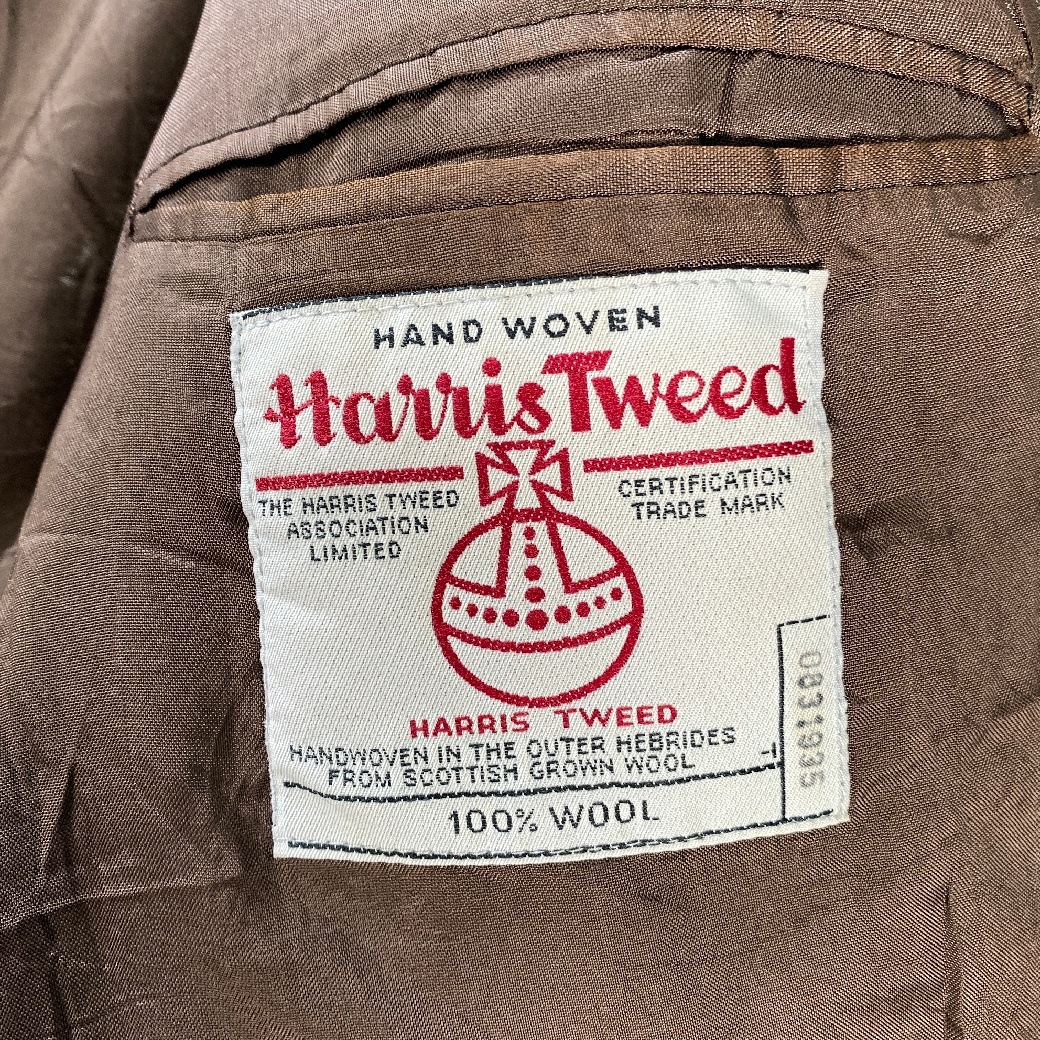 HAND WOVEN
Harris Tweed
THE HARRIS TWEED
ASSOCIATION
LIMITED
CERTIFICATION
TRADE MARK
HARRIS TWEED
HANDWOVEN IN THE OUTER HEBRIDES
FROM SCOTTISH GROWN WOOL
100% WOOL
0831935